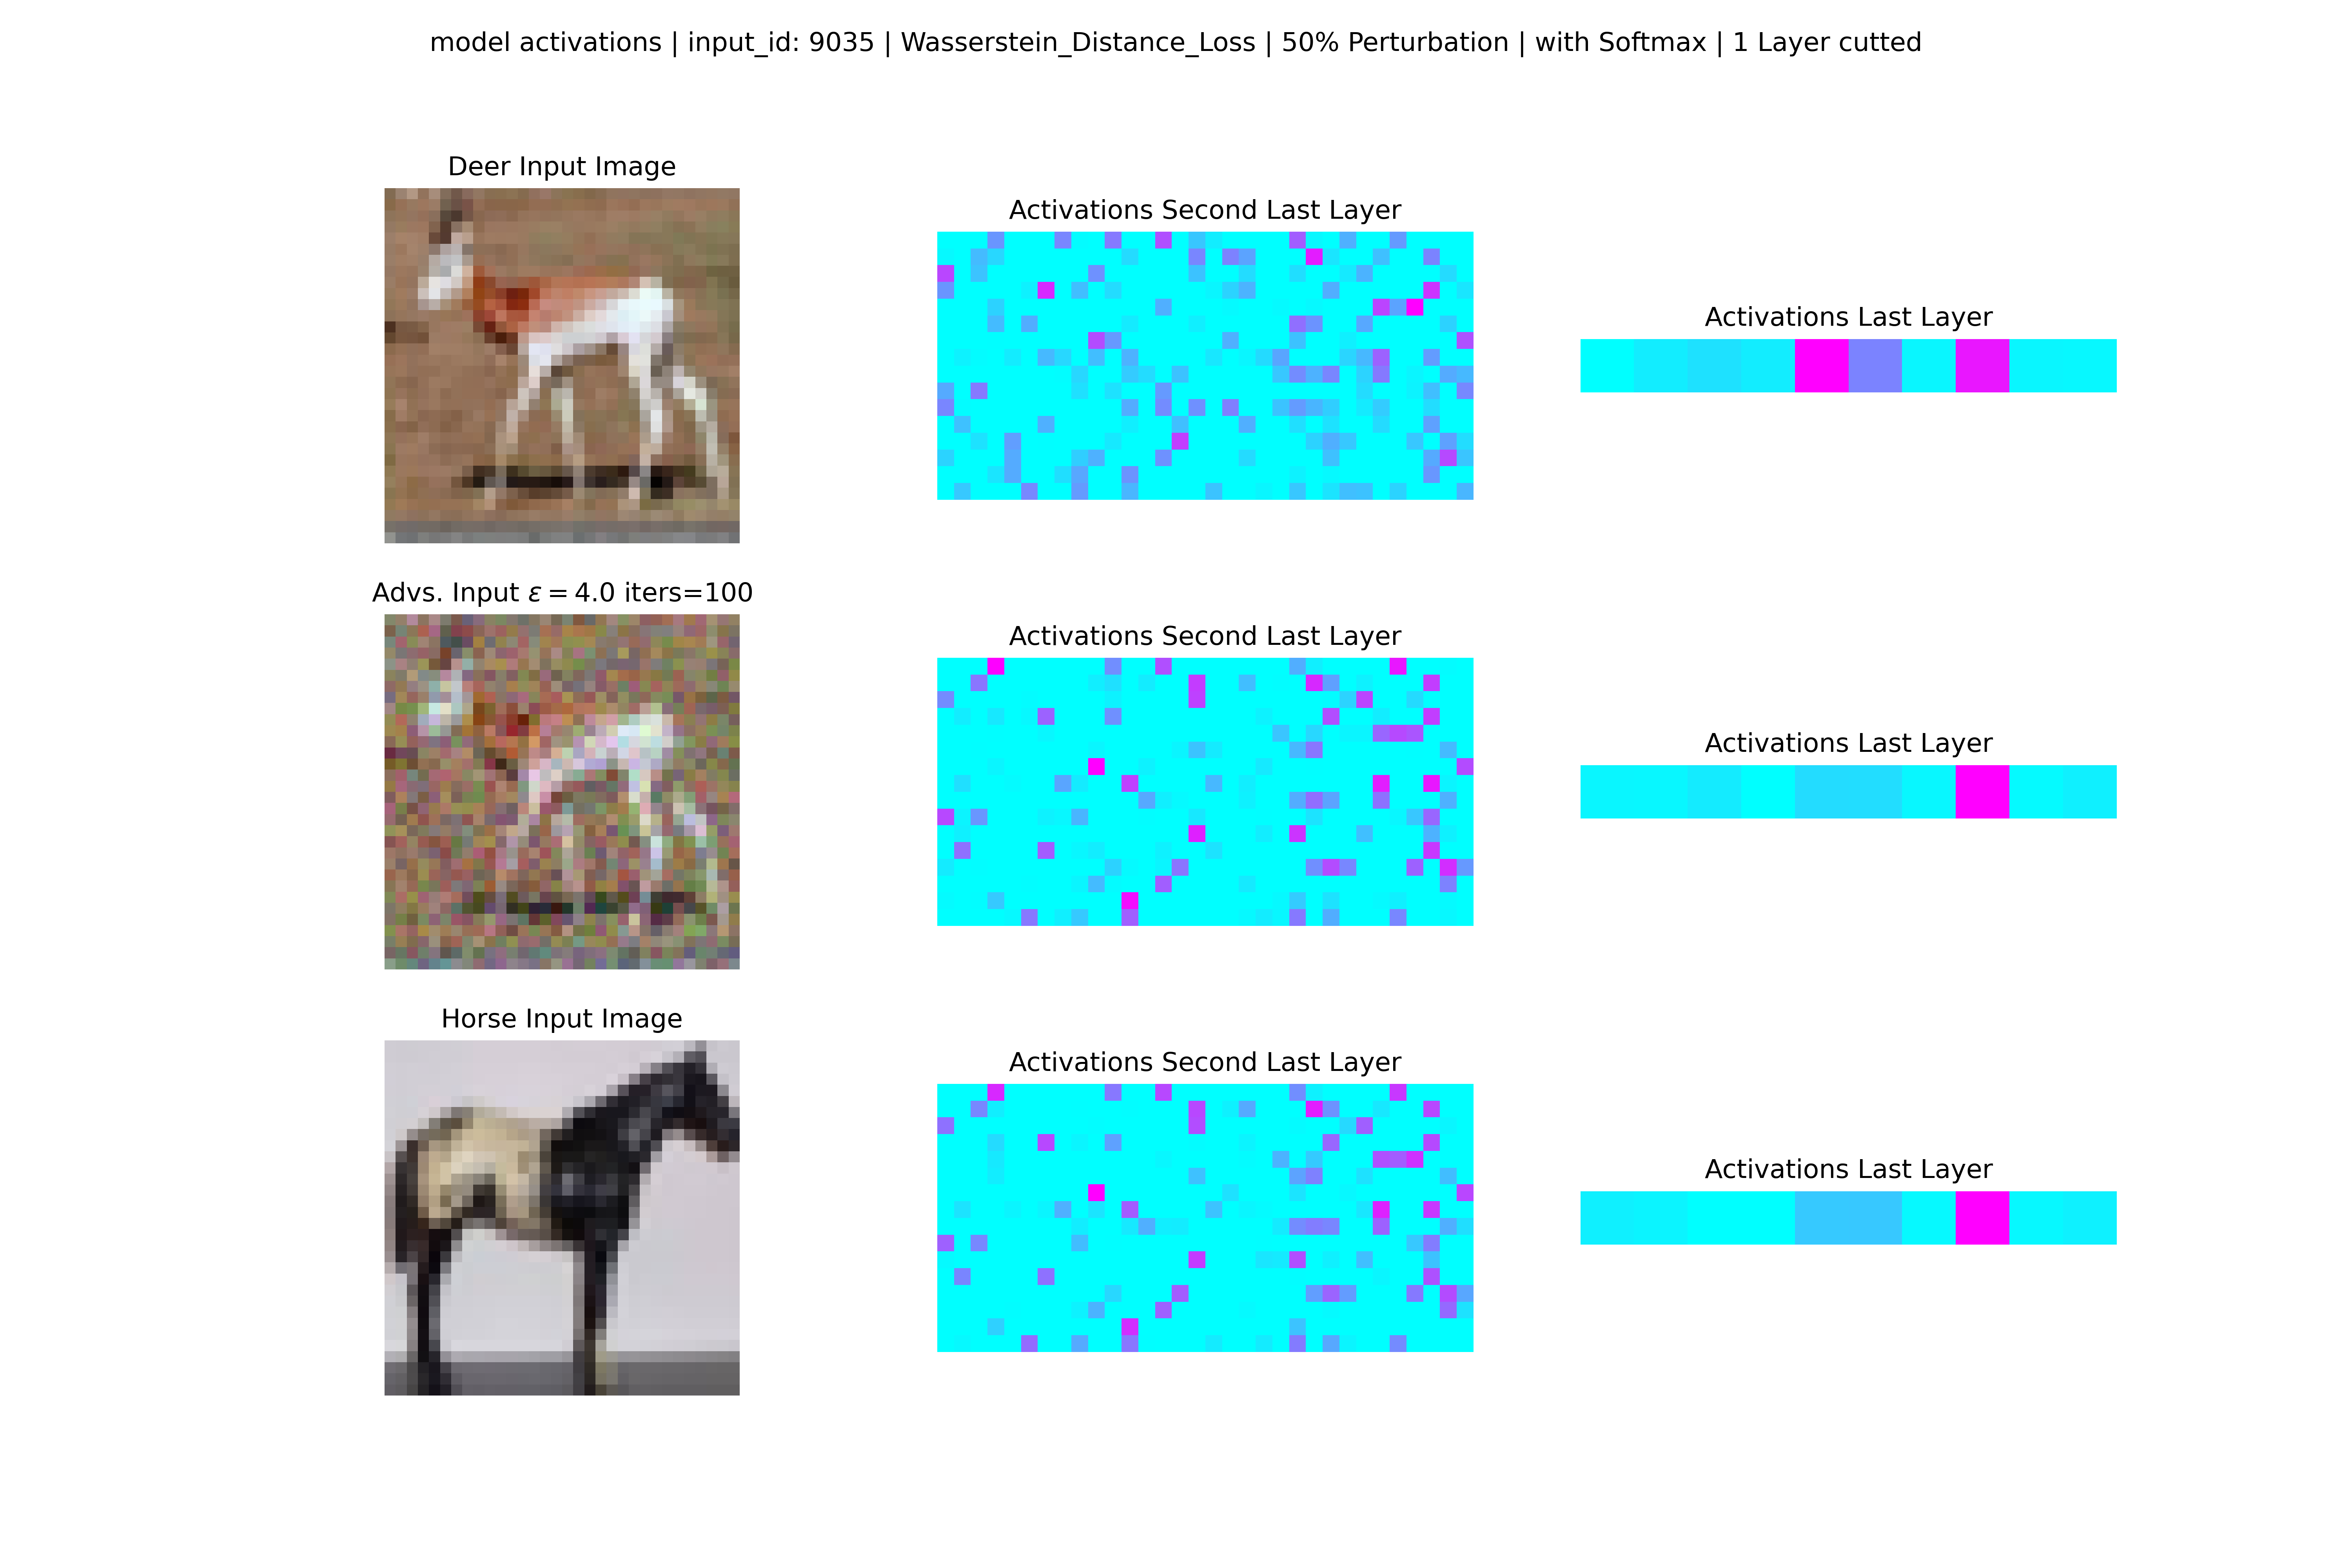 model activations | input_id: 9035 | Wasserstein_Distance_Loss | 50% Perturbation | with Softmax | 1 Layer cutted
Deer Input Image
Activations Second Last Layer
Activations Last Layer
Advs. Input ε = 4.0 iters=100
Activations Second Last Layer
Activations Last Layer
Horse Input Image
Activations Second Last Layer
Activations Last Layer